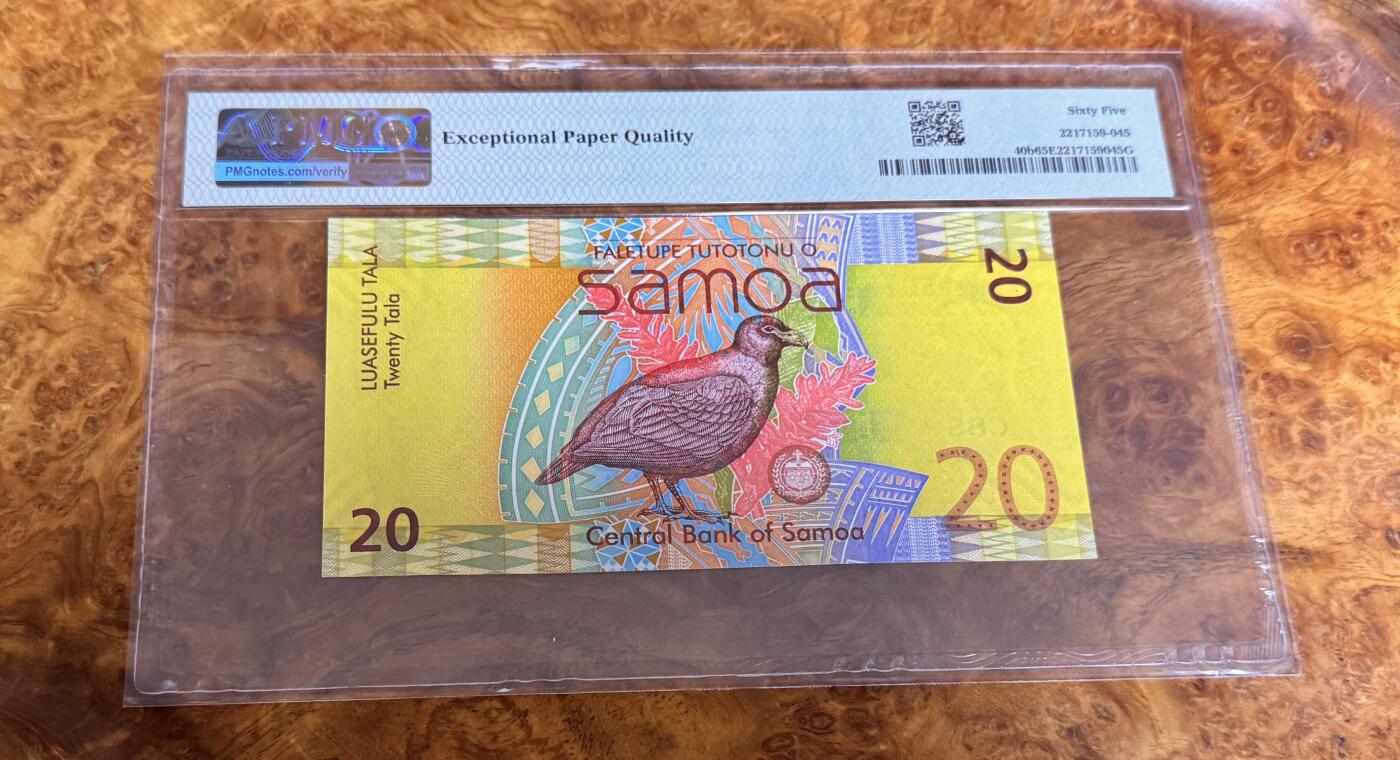 PMG
PMGnotes.com/verify
Exceptional Paper Quality
Sixty Five
2217159-045
40b65E2217159045G
LUASEFULU TALA
Twenty Tala
FALETUPE TUTOTONU O
samoa
20
20
20
Central Bank of Samoa